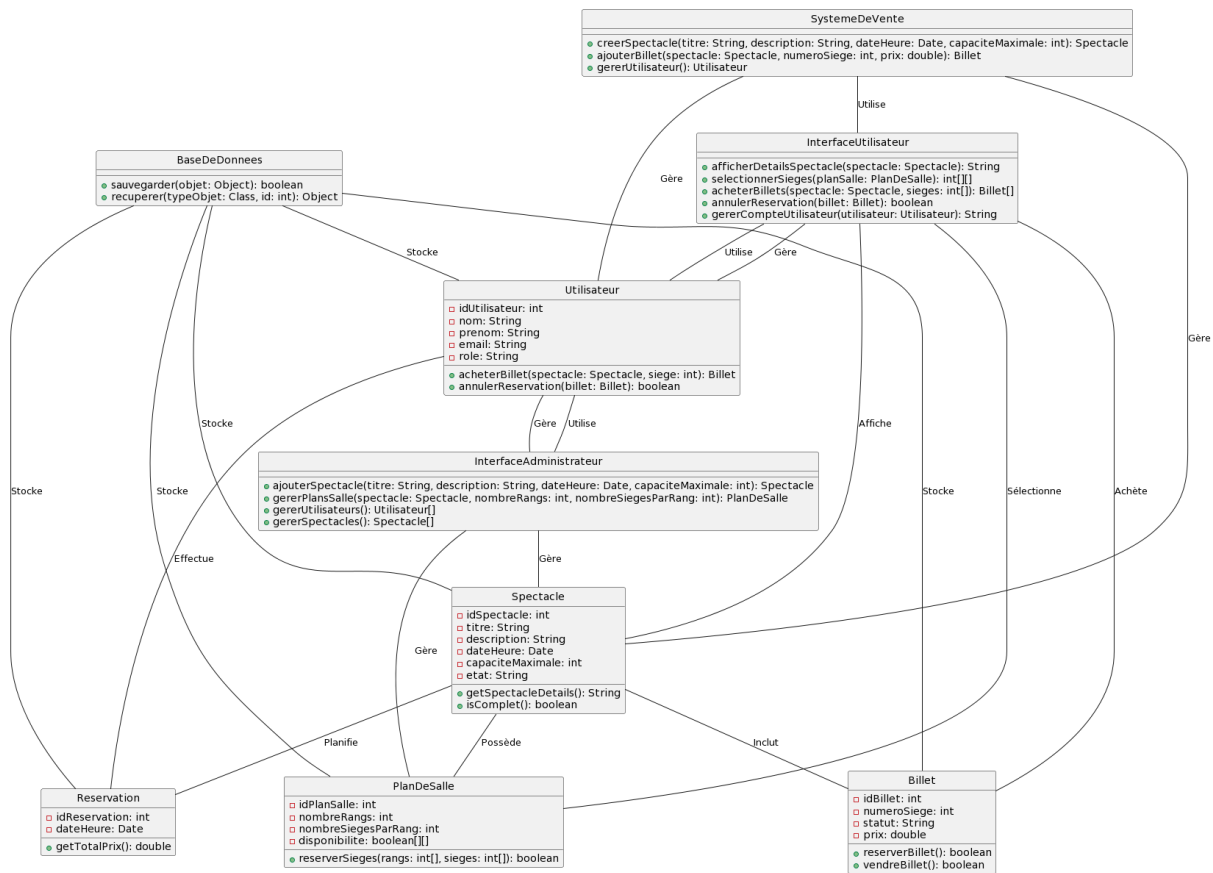 SystemeDeVente
creerSpectacle(titre: String, description: String, dateHeure: Date, capaciteMaximale: int): Spectacle
ajouterBillet(spectacle: Spectacle, numeroSiege: int, prix: double): Billet
gererUtilisateur(): Utilisateur
Utilise
InterfaceUtilisateur
afficherDetailsSpectacle(spectacle: Spectacle): String
selectionnerSieges(planSalle: PlanDeSalle): int[][]
acheterBillets(spectacle: Spectacle, sieges: int[]): Billet[]
annulerReservation(billet: Billet): boolean
gererCompteUtilisateur(utilisateur: Utilisateur): String
BaseDeDonnees
sauvegarder(objet: Object): boolean
recuperer(typeObjet: Class, id: int): Object
Gère
Stocke
Utilise
Gère
Utilisateur
idUtilisateur: int
nom: String
prenom: String
email: String
role: String
acheterBillet(spectacle: Spectacle, siege: int): Billet
annulerReservation(billet: Billet): boolean
Gère
Stocke
Gère
Utilise
Affiche
InterfaceAdministrateur
ajouterSpectacle(titre: String, description: String, dateHeure: Date, capaciteMaximale: int): Spectacle
gererPlansSalle(spectacle: Spectacle, nombreRangs: int, nombreSiegesParRang: int): PlanDeSalle
gererUtilisateurs(): Utilisateur[]
gererSpectacles(): Spectacle[]
Stocke
Stocke
Stocke
Sélectionne
Achète
Effectue
Gère
Spectacle
idSpectacle: int
titre: String
description: String
dateHeure: Date
capaciteMaximale: int
etat: String
getSpectacleDetails(): String
isComplet(): boolean
Gère
Planifie
Possède
Inclut
Reservation
idReservation: int
dateHeure: Date
getTotalPrix(): double
PlanDeSalle
idPlanSalle: int
nombreRangs: int
nombreSiegesParRang: int
disponibilite: boolean[][]
reserverSieges(rangs: int[], sieges: int[]): boolean
Billet
idBillet: int
numeroSiege: int
statut: String
prix: double
reserverBillet(): boolean
vendreBillet(): boolean